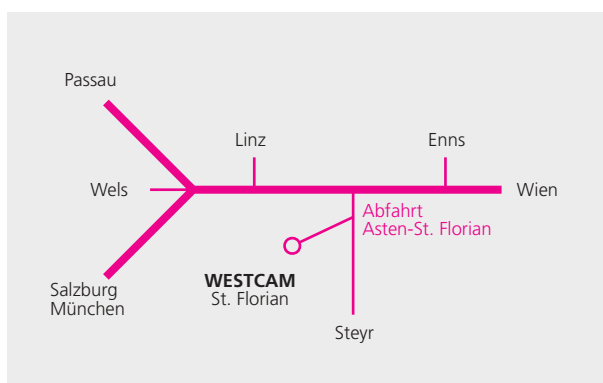 Passau
Linz
Enns
Wels
Wien
Abfahrt
Asten-St. Florian
WESTCAM
St. Florian
Salzburg
München
Steyr